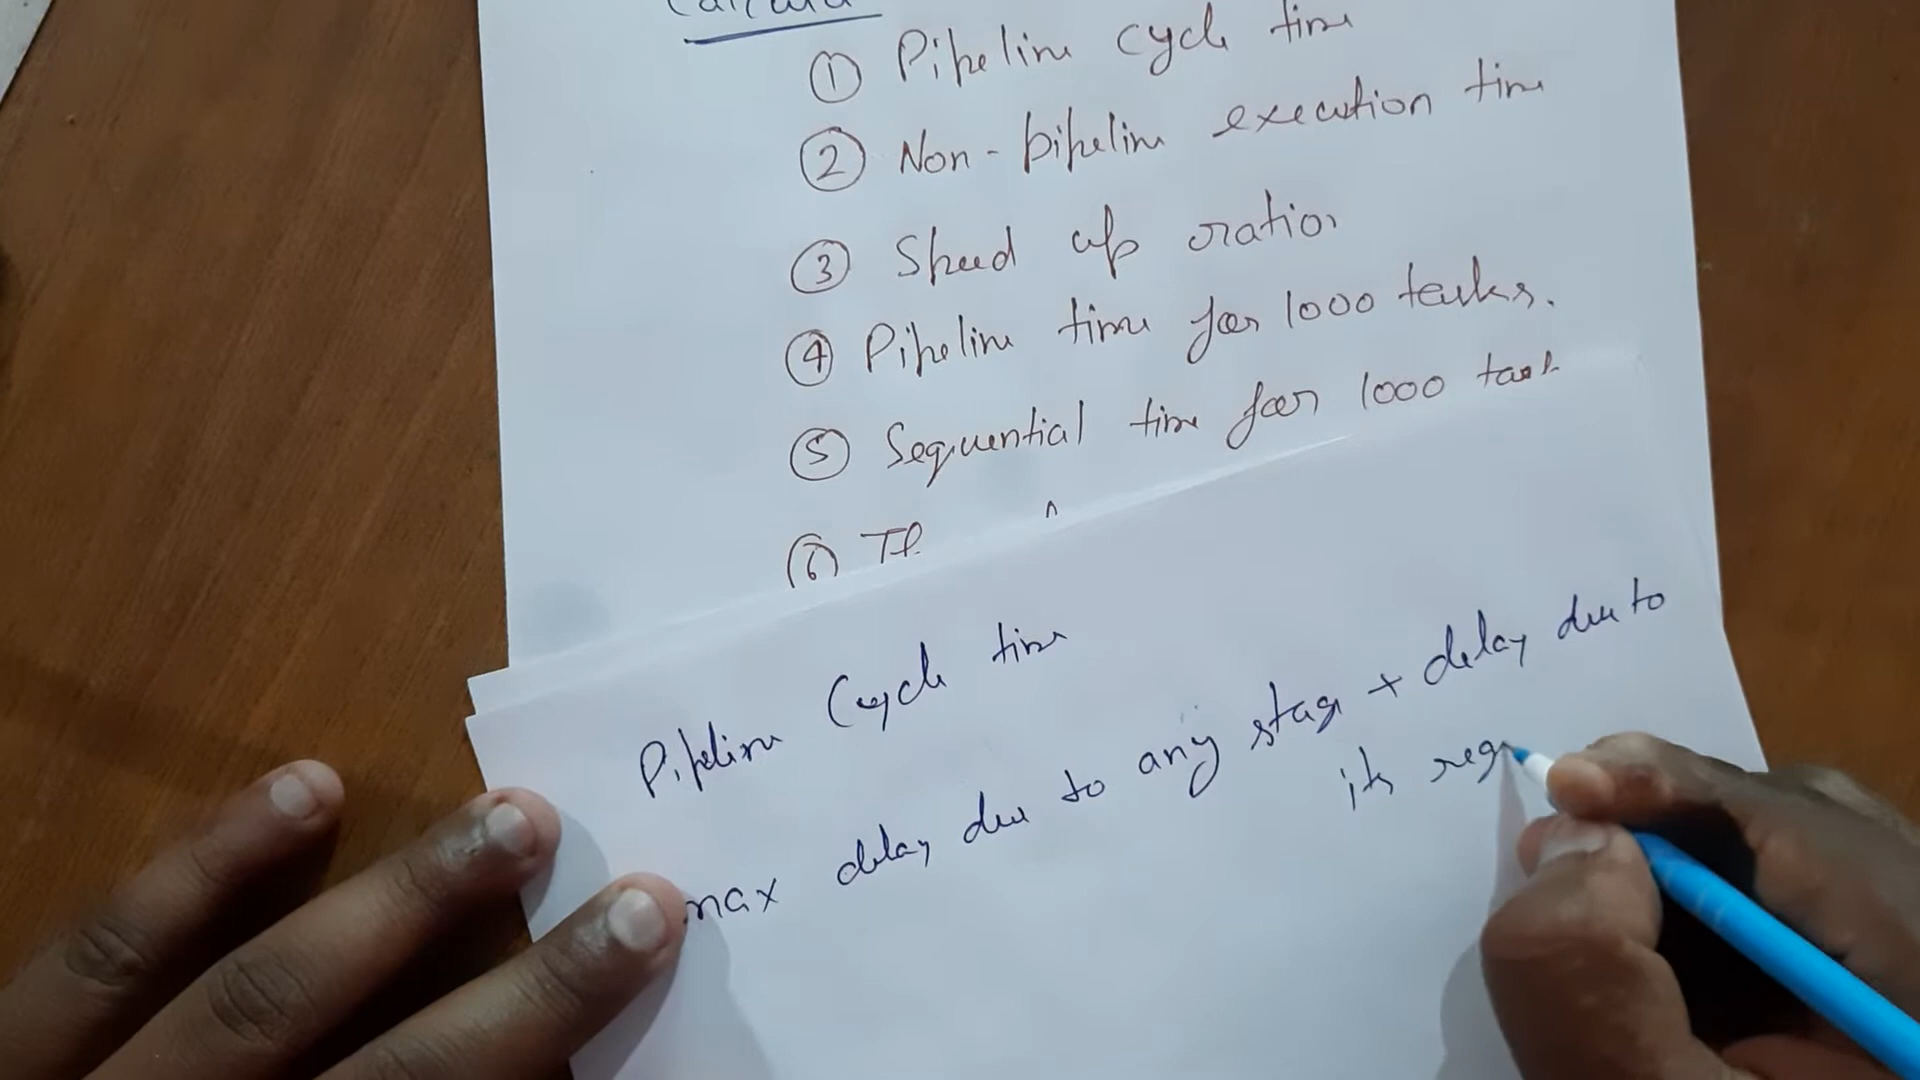 ① Pipeline cycle time
② Non-pipeline execution time
③ Speed up ration
④ Pipeline time for 1000 tasks.
⑤ Sequential time for 1000 task
⑥
Pipeline Cycle time
max delay due to any stage + delay due to
its reg